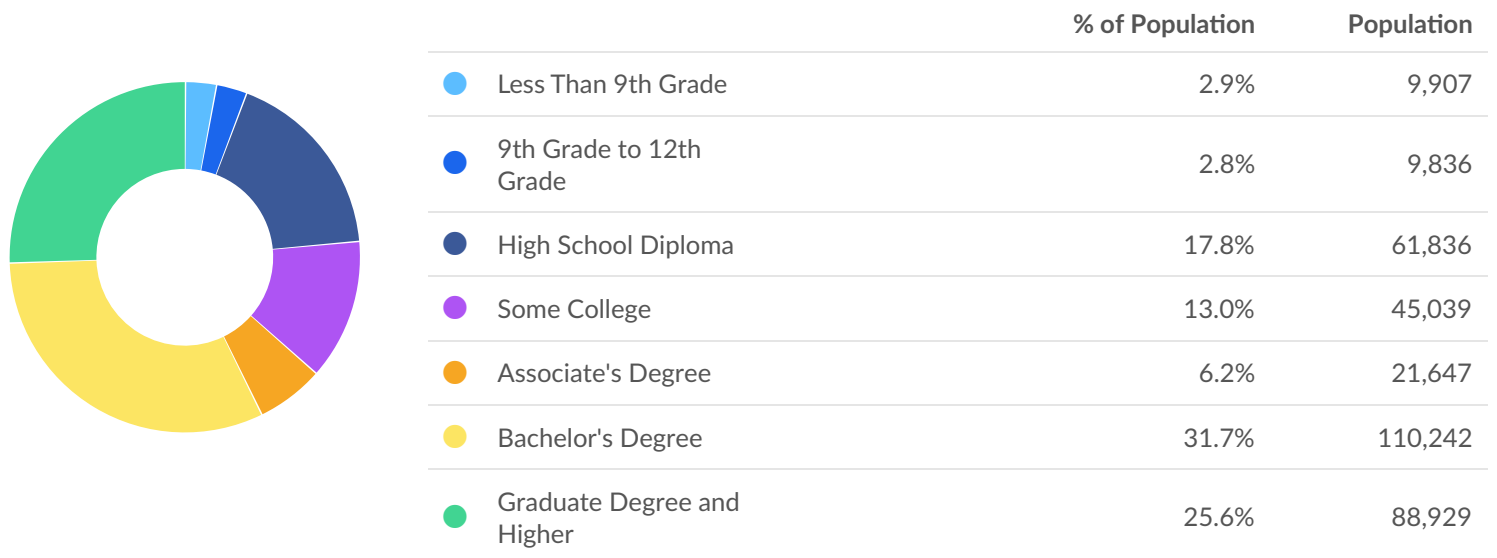 % of Population Population
Less Than 9th Grade 2.9% 9,907
9th Grade to 12th
Grade 2.8% 9,836
High School Diploma 17.8% 61,836
Some College 13.0% 45,039
Associate's Degree 6.2% 21,647
Bachelor's Degree 31.7% 110,242
Graduate Degree and
Higher 25.6% 88,929